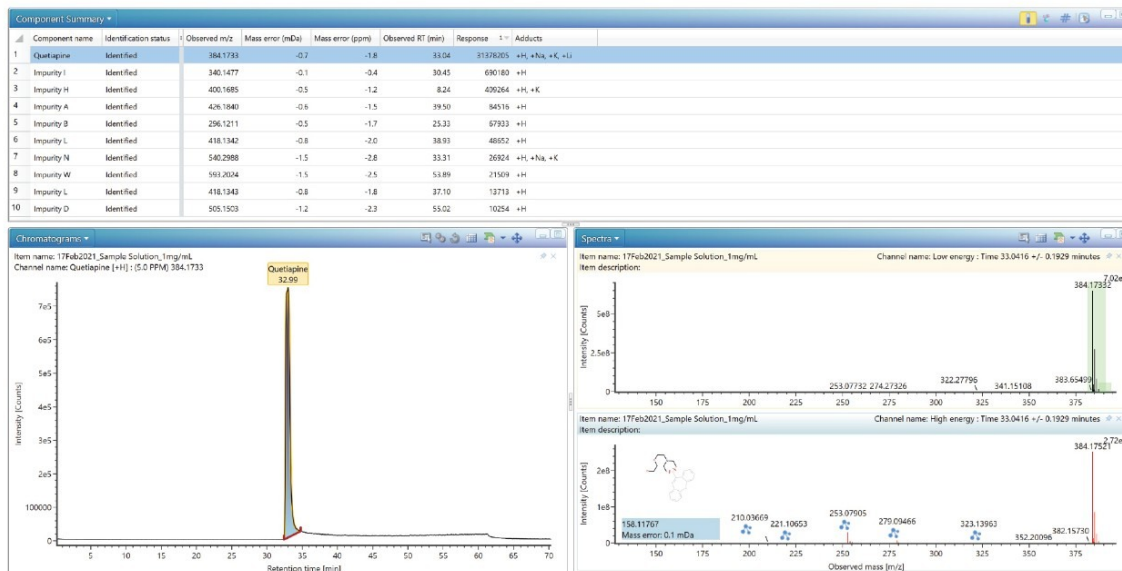 Component Summary
Component name Identification status Observed m/z Mass error (mDa) Mass error (ppm) Observed RT (min) Response Adducts
1 Quetiapine Identified 384.1733 -0.7 -1.8 33.04 31378205 +H, +Na, +K, +Li
2 Impurity I Identified 340.1477 -0.1 -0.4 30.45 690180 +H
3 Impurity H Identified 400.1685 -0.5 -1.2 8.24 409264 +H, +K
4 Impurity A Identified 426.1840 -0.6 -1.5 39.50 84516 +H
5 Impurity B Identified 296.1211 -0.5 -1.7 25.33 67933 +H
6 Impurity L Identified 418.1342 -0.8 -2.0 38.93 48652 +H
7 Impurity N Identified 540.2988 -1.5 -2.8 33.31 26924 +H, +Na, +K
8 Impurity W Identified 593.2024 -1.5 -2.5 53.89 21509 +H
9 Impurity L Identified 418.1343 -0.8 -1.8 37.10 13713 +H
10 Impurity D Identified 505.1503 -1.2 -2.3 55.02 10254 +H
Chromatograms
Item name: 17Feb2021_Sample Solution_1mg/mL
Channel name: Quetiapine [+H] : (5.0 PPM) 384.1733
Quetiapine
32.99
7e5
6e5
5e5
4e5
3e5
2e5
100000
0
Intensity [Counts]
5 10 15 20 25 30 35 40 45 50 55 60 65 70
Retention time [min]
Spectra
Item name: 17Feb2021_Sample Solution_1mg/mL Channel name: Low energy : Time 33.0416 +/- 0.1929 minutes
Item description:
7.02e
384.17332
5e8
2.5e8
0
Intensity [Counts]
253.07732 274.27326 322.27796 341.15108 383.65499
150 175 200 225 250 275 300 325 350 375
Item name: 17Feb2021_Sample Solution_1mg/mL Channel name: High energy : Time 33.0416 +/- 0.1929 minutes
Item description:
2.72e
384.17521
2e8
1e8
0
Intensity [Counts]
158.11767
Mass error: 0.1 mDa
210.03669 221.10653 253.07905 279.09466 323.13963 352.20096 382.15730
150 175 200 225 250 275 300 325 350 375
Observed mass [m/z]